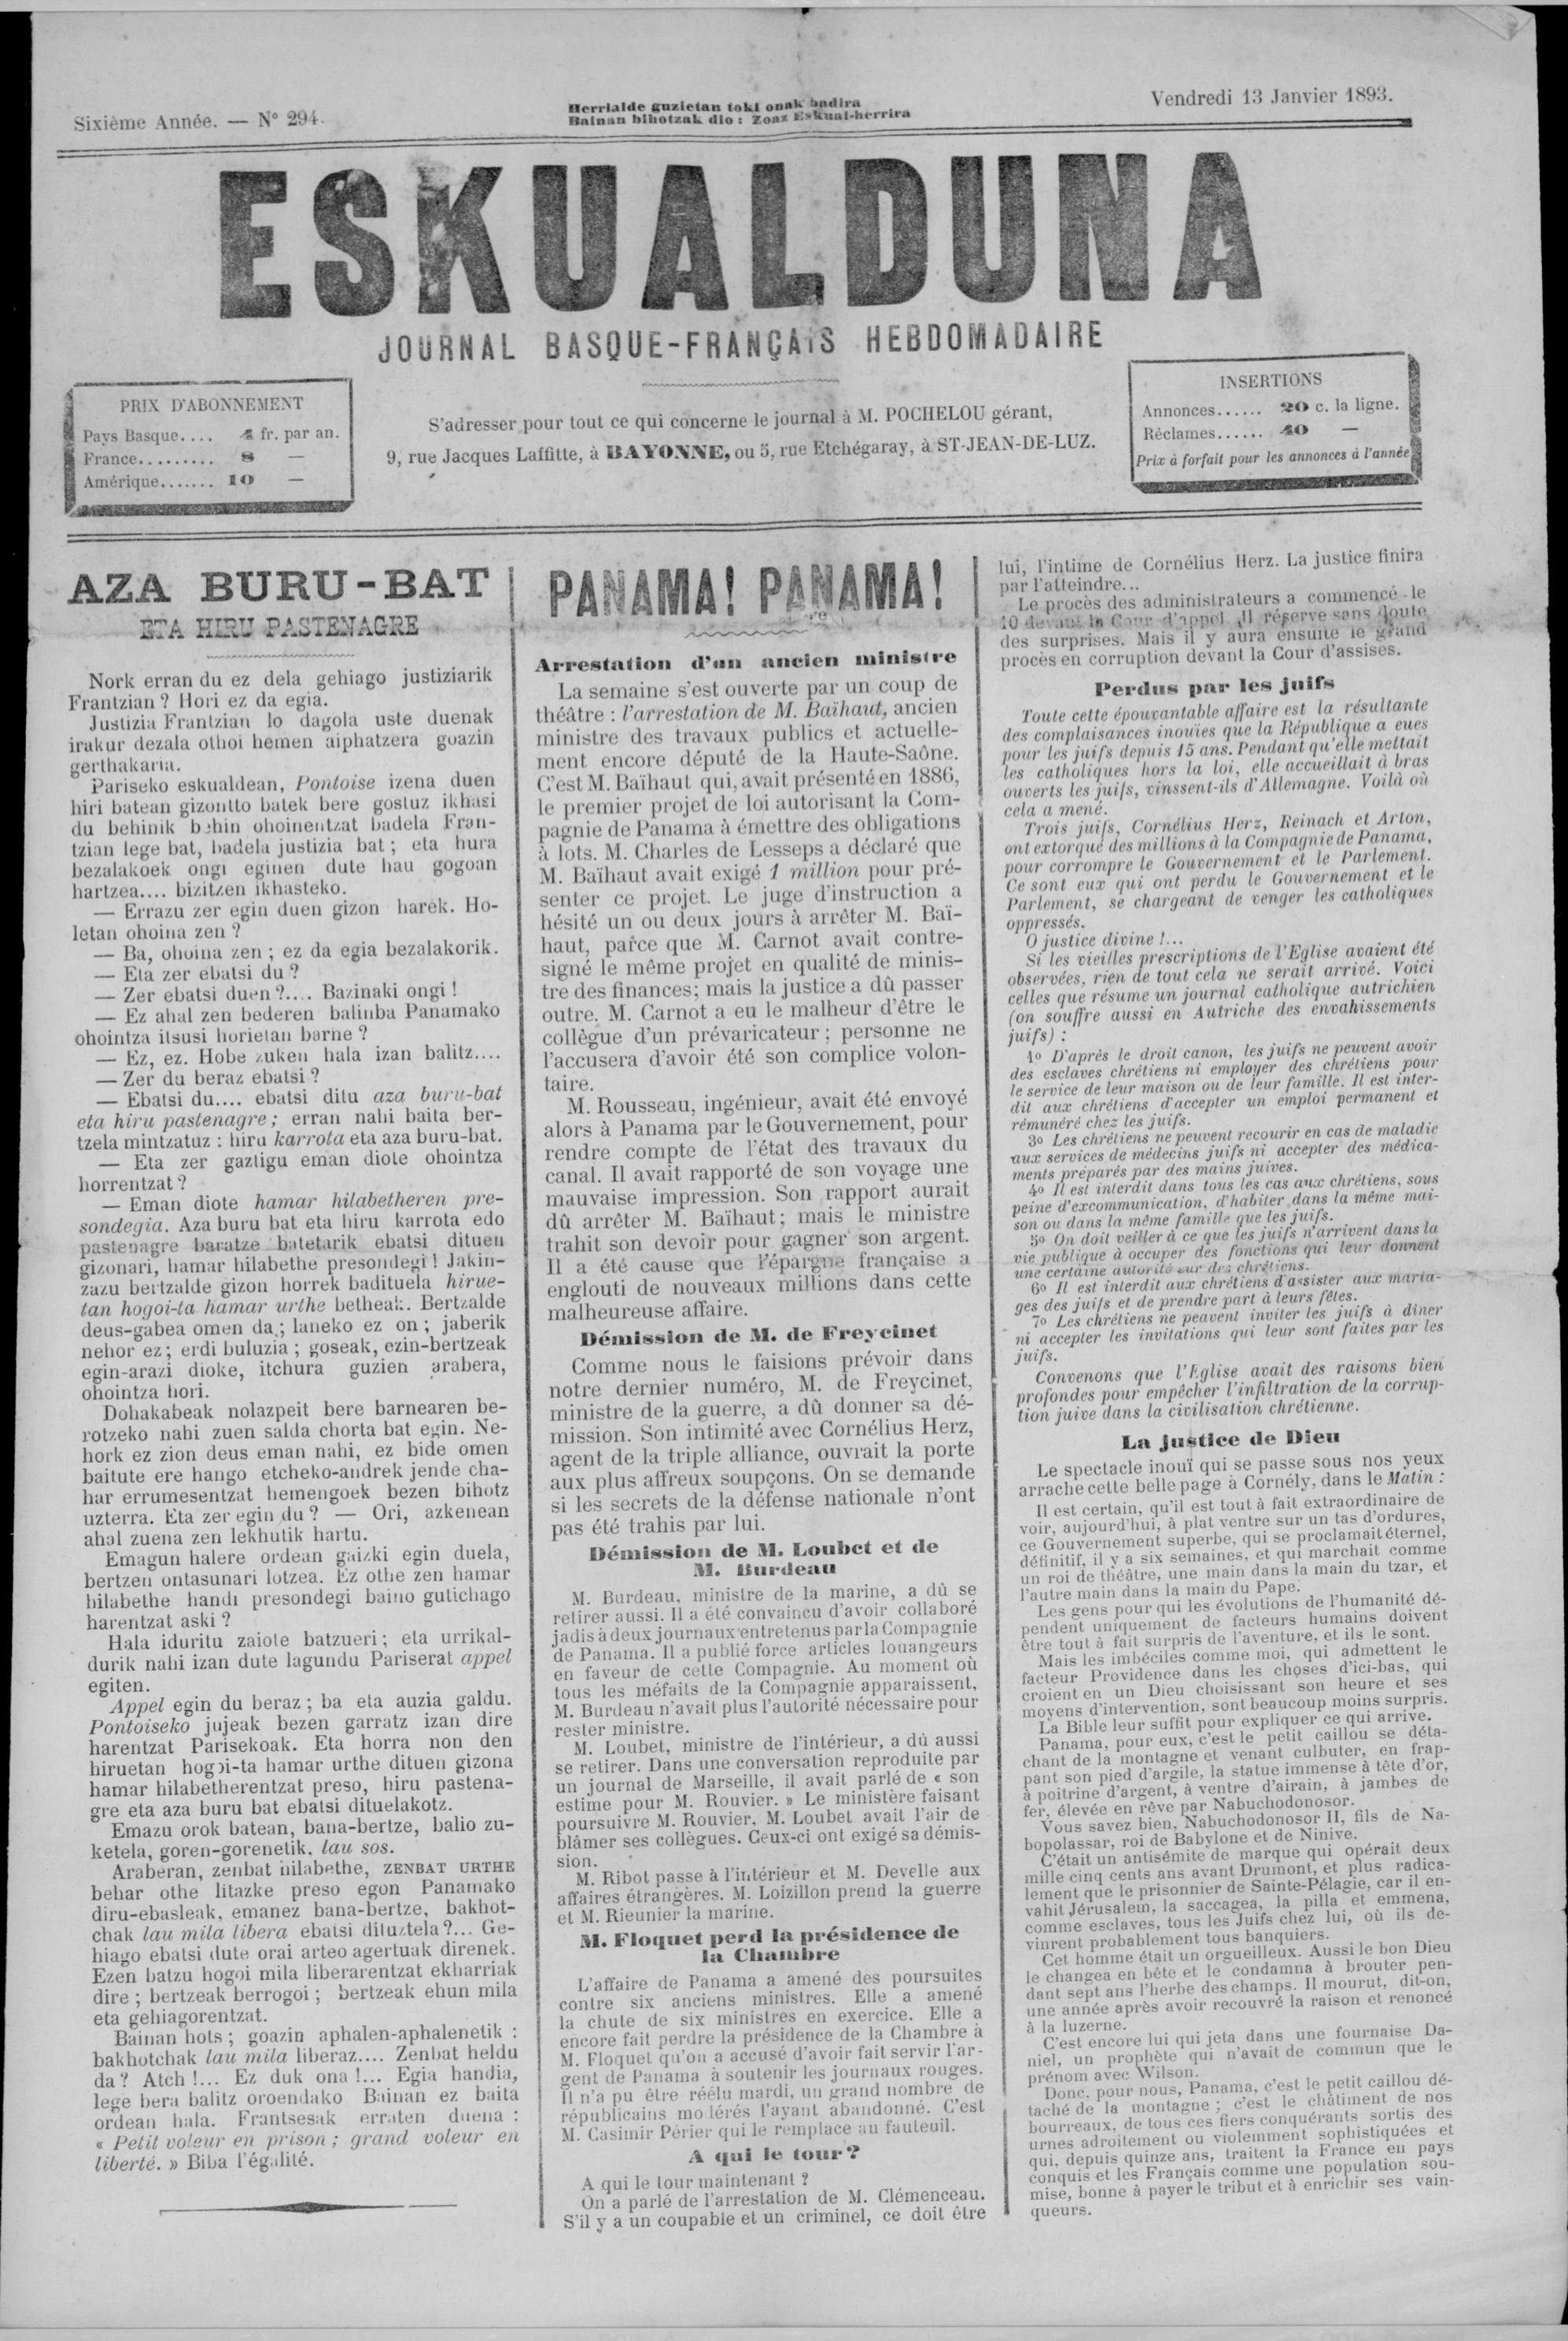 Sixième Année. — N° 294.
Herrialde guzietan toki onak badira
Bainan bihotzak dio : Zoaz Eskual-herrira
Vendredi 13 Janvier 1893.
ESKUALDUNA
JOURNAL BASQUE-FRANÇAIS HEBDOMADAIRE
PRIX D'ABONNEMENT
Pays Basque.... 4 fr. par an.
France......... 8 —
Amérique....... 10 —
S'adresser pour tout ce qui concerne le journal à M. POCHELOU gérant,
9, rue Jacques Laffitte, à BAYONNE, ou 5, rue Etchégaray, à ST-JEAN-DE-LUZ.
INSERTIONS
Annonces...... 20 c. la ligne.
Réclames...... 40 —
Prix à forfait pour les annonces à l'année
AZA BURU-BAT
ETA HIRU PASTENAGRE
Nork erran du ez dela gehiago justiziarik
Frantzian ? Hori ez da egia.
Justizia Frantzian lo dagola uste duenak
irakur dezala othoi hemen aiphatzera goazin
gerthakaria.
Pariseko eskualdean, Pontoise izena duen
hiri batean gizontto batek bere gostuz ikhasi
du behinik behin ohoinentzat badela Fran-
tzian lege bat, badela justizia bat ; eta hura
bezalakoek ongi eginen dute hau gogoan
hartzea.... bizitzen ikhasteko.
— Errazu zer egin duen gizon harek. Ho-
letan ohoina zen ?
— Ba, ohoina zen ; ez da egia bezalakorik.
— Eta zer ebatsi du ?
— Zer ebatsi duen ?.... Bazinaki ongi !
— Ez ahal zen bederen balinba Panamako
ohointza itsusi horietan barne ?
— Ez, ez. Hobe zuken hala izan balitz....
— Zer du beraz ebatsi ?
— Ebatsi du.... ebatsi ditu aza buru-bat
eta hiru pastenagre ; erran nahi baita ber-
tzela mintzatuz : hiru karrota eta aza buru-bat.
— Eta zer gaztigu eman diote ohointza
horrentzat ?
— Eman diote hamar hilabetheren pre-
sondegia. Aza buru bat eta hiru karrota edo
pastenagre baratze batetarik ebatsi dituen
gizonari, hamar hilabethe presondegi ! Jakin-
zazu bertzalde gizon horrek badituela hirue-
tan hogoi-ta hamar urthe betheak. Bertzalde
deus-gabea omen da ; laneko ez on ; jaberik
nehor ez ; erdi buluzia ; goseak, ezin-bertzeak
egin-arazi dioke, itchura guzien arabera,
ohointza hori.
Dohakabeak nolazpeit bere barnearen be-
rotzeko nahi zuen salda chorta bat egin. Ne-
hork ez zion deus eman nahi, ez bide omen
baitute ere hango etcheko-andrek jende cha-
har errumesentzat hemengoek bezen bihotz
uzterra. Eta zer egin du ? — Ori, azkenean
ahal zuena zen lekhutik hartu.
Emagun halere ordean gaizki egin duela,
bertzen ontasunari lotzea. Ez othe zen hamar
hilabethe handi presondegi baino gutichago
harentzat aski ?
Hala iduritu zaiote batzueri ; eta urrikal-
durik nahi izan dute lagundu Pariserat appel
egiten.
Appel egin du beraz ; ba eta auzia galdu.
Pontoiseko jujeak bezen garratz izan dire
harentzat Parisekoak. Eta horra non den
hiruetan hogoi-ta hamar urthe dituen gizona
hamar hilabetherentzat preso, hiru pastena-
gre eta aza buru bat ebatsi dituelakotz.
Emazu orok batean, bana-bertze, balio zu-
ketela, goren-gorenetik, lau sos.
Araberan, zenbat hilabethe, ZENBAT URTHE
behar othe litazke preso egon Panamako
diru-ebasleak, emanez bana-bertze, bakhot-
chak lau mila libera ebatsi dituztela ?... Ge-
hiago ebatsi dute orai arteo agertuak direnek.
Ezen batzu hogoi mila liberarentzat ekharriak
dire ; bertzeak berrogoi ; bertzeak ehun mila
eta gehiagorentzat.
Bainan hots ; goazin aphalen-aphalenetik :
bakhotchak lau mila liberaz.... Zenbat heldu
da ? Atch !... Ez duk ona !... Egia handia,
lege bera balitz oroendako Bainan ez baita
ordean hala. Frantsesak erraten duena :
« Petit voleur en prison ; grand voleur en
liberté. » Biba l'égalité.
PANAMA! PANAMA!
Arrestation d'un ancien ministre
La semaine s'est ouverte par un coup de
théâtre : l'arrestation de M. Baïhaut, ancien
ministre des travaux publics et actuelle-
ment encore député de la Haute-Saône.
C'est M. Baïhaut qui, avait présenté en 1886,
le premier projet de loi autorisant la Com-
pagnie de Panama à émettre des obligations
à lots. M. Charles de Lesseps a déclaré que
M. Baïhaut avait exigé 1 million pour pré-
senter ce projet. Le juge d'instruction a
hésité un ou deux jours à arrêter M. Baï-
haut, parce que M. Carnot avait contre-
signé le même projet en qualité de minis-
tre des finances ; mais la justice a dû passer
outre. M. Carnot a eu le malheur d'être le
collègue d'un prévaricateur ; personne ne
l'accusera d'avoir été son complice volon-
taire.
M. Rousseau, ingénieur, avait été envoyé
alors à Panama par le Gouvernement, pour
rendre compte de l'état des travaux du
canal. Il avait rapporté de son voyage une
mauvaise impression. Son rapport aurait
dû arrêter M. Baïhaut ; mais le ministre
trahit son devoir pour gagner son argent.
Il a été cause que l'épargne française a
englouti de nouveaux millions dans cette
malheureuse affaire.
Démission de M. de Freycinet
Comme nous le faisions prévoir dans
notre dernier numéro, M. de Freycinet,
ministre de la guerre, a dû donner sa dé-
mission. Son intimité avec Cornélius Herz,
agent de la triple alliance, ouvrait la porte
aux plus affreux soupçons. On se demande
si les secrets de la défense nationale n'ont
pas été trahis par lui.
Démission de M. Loubet et de
M. Burdeau
M. Burdeau, ministre de la marine, a dû se
retirer aussi. Il a été convaincu d'avoir collaboré
jadis à deux journaux entretenus par la Compagnie
de Panama. Il a publié force articles louangeurs
en faveur de cette Compagnie. Au moment où
tous les méfaits de la Compagnie apparaissent,
M. Burdeau n'avait plus l'autorité nécessaire pour
rester ministre.
M. Loubet, ministre de l'intérieur, a dû aussi
se retirer. Dans une conversation reproduite par
un journal de Marseille, il avait parlé de « son
estime pour M. Rouvier. » Le ministère faisant
poursuivre M. Rouvier, M. Loubet avait l'air de
blâmer ses collègues. Ceux-ci ont exigé sa démis-
sion.
M. Ribot passe à l'intérieur et M. Develle aux
affaires étrangères. M. Loizillon prend la guerre
et M. Rieunier la marine.
M. Floquet perd la présidence de
la Chambre
L'affaire de Panama a amené des poursuites
contre six anciens ministres. Elle a amené
la chute de six ministres en exercice. Elle a
encore fait perdre la présidence de la Chambre à
M. Floquet qu'on a accusé d'avoir fait servir l'ar-
gent de Panama à soutenir les journaux rouges.
Il n'a pu être réélu mardi, un grand nombre de
républicains modérés l'ayant abandonné. C'est
M. Casimir Périer qui le remplace au fauteuil.
A qui le tour ?
A qui le tour maintenant ?
On a parlé de l'arrestation de M. Clémenceau.
S'il y a un coupable et un criminel, ce doit être
lui, l'intime de Cornélius Herz. La justice finira
par l'atteindre...
Le procès des administrateurs a commencé le
10 devant la Cour d'appel. Il réserve sans doute
des surprises. Mais il y aura ensuite le grand
procès en corruption devant la Cour d'assises.
Perdus par les juifs
Toute cette épouvantable affaire est la résultante
des complaisances inouïes que la République a eues
pour les juifs depuis 15 ans. Pendant qu'elle mettait
les catholiques hors la loi, elle accueillait à bras
ouverts les juifs, vinssent-ils d'Allemagne. Voilà où
cela a mené.
Trois juifs, Cornélius Herz, Reinach et Arton,
ont extorqué des millions à la Compagnie de Panama,
pour corrompre le Gouvernement et le Parlement.
Ce sont eux qui ont perdu le Gouvernement et le
Parlement, se chargeant de venger les catholiques
oppressés.
O justice divine !...
Si les vieilles prescriptions de l'Eglise avaient été
observées, rien de tout cela ne serait arrivé. Voici
celles que résume un journal catholique autrichien
(on souffre aussi en Autriche des envahissements
juifs) :
1º D'après le droit canon, les juifs ne peuvent avoir
des esclaves chrétiens ni employer des chrétiens pour
le service de leur maison ou de leur famille. Il est inter-
dit aux chrétiens d'accepter un emploi permanent et
rémunéré chez les juifs.
3º Les chrétiens ne peuvent recourir en cas de maladie
aux services de médecins juifs ni accepter des médica-
ments préparés par des mains juives.
4º Il est interdit dans tous les cas aux chrétiens, sous
peine d'excommunication, d'habiter dans la même mai-
son ou dans la même famille que les juifs.
5º On doit veiller à ce que les juifs n'arrivent dans la
vie publique à occuper des fonctions qui leur donnent
une certaine autorité sur des chrétiens.
6º Il est interdit aux chrétiens d'assister aux maria-
ges des juifs et de prendre part à leurs fêtes.
7º Les chrétiens ne peavent inviter les juifs à dîner
ni accepter les invitations qui leur sont faites par les
juifs.
Convenons que l'Eglise avait des raisons bien
profondes pour empêcher l'infiltration de la corrup-
tion juive dans la civilisation chrétienne.
La justice de Dieu
Le spectacle inouï qui se passe sous nos yeux
arrache cette belle page à Cornély, dans le Matin :
Il est certain, qu'il est tout à fait extraordinaire de
voir, aujourd'hui, à plat ventre sur un tas d'ordures,
ce Gouvernement superbe, qui se proclamait éternel,
définitif, il y a six semaines, et qui marchait comme
un roi de théâtre, une main dans la main du tzar, et
l'autre main dans la main du Pape.
Les gens pour qui les évolutions de l'humanité dé-
pendent uniquement de facteurs humains doivent
être tout à fait surpris de l'aventure, et ils le sont.
Mais les imbéciles comme moi, qui admettent le
facteur Providence dans les choses d'ici-bas, qui
croient en un Dieu choisissant son heure et ses
moyens d'intervention, sont beaucoup moins surpris.
La Bible leur suffit pour expliquer ce qui arrive.
Panama, pour eux, c'est le petit caillou se déta-
chant de la montagne et venant culbuter, en frap-
pant son pied d'argile, la statue immense à tête d'or,
à poitrine d'argent, à ventre d'airain, à jambes de
fer, élevée en rêve par Nabuchodonosor.
Vous savez bien, Nabuchodonosor II, fils de Na-
bopolassar, roi de Babylone et de Ninive.
C'était un antisémite de marque qui opérait deux
mille cinq cents ans avant Drumont, et plus radica-
lement que le prisonnier de Sainte-Pélagie, car il en-
vahit Jérusalem, la saccagea, la pilla et emmena,
comme esclaves, tous les Juifs chez lui, où ils de-
vinrent probablement tous banquiers.
Cet homme était un orgueilleux. Aussi le bon Dieu
le changea en bête et le condamna à brouter pen-
dant sept ans l'herbe des champs. Il mourut, dit-on,
une année après avoir recouvré la raison et renoncé
à la luzerne.
C'est encore lui qui jeta dans une fournaise Da-
niel, un prophète qui n'avait de commun que le
prénom avec Wilson.
Donc, pour nous, Panama, c'est le petit caillou dé-
taché de la montagne ; c'est le châtiment de nos
bourreaux, de tous ces fiers conquérants sortis des
urnes adroitement ou violemment sophistiquées et
qui, depuis quinze ans, traitent la France en pays
conquis et les Français comme une population sou-
mise, bonne à payer le tribut et à enrichir ses vain-
queurs.